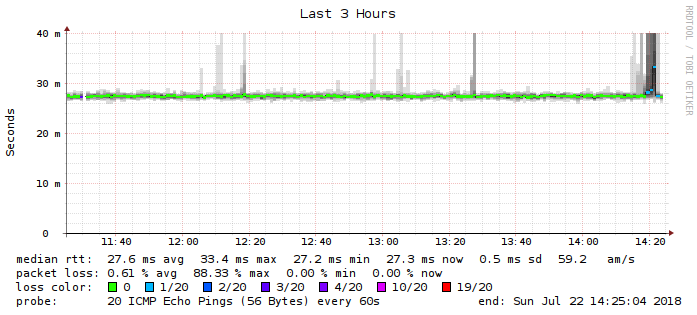 Last 3 Hours
RRDTOOL / TOBI OETIKER
Seconds
40 m
30 m
20 m
10 m
0
11:40 12:00 12:20 12:40 13:00 13:20 13:40 14:00 14:20
median rtt: 27.6 ms avg 33.4 ms max 27.2 ms min 27.3 ms now 0.5 ms sd 59.2 am/s
packet loss: 0.61 % avg 88.33 % max 0.00 % min 0.00 % now
loss color: 0 1/20 2/20 3/20 4/20 10/20 19/20
probe: 20 ICMP Echo Pings (56 Bytes) every 60s end: Sun Jul 22 14:25:04 2018